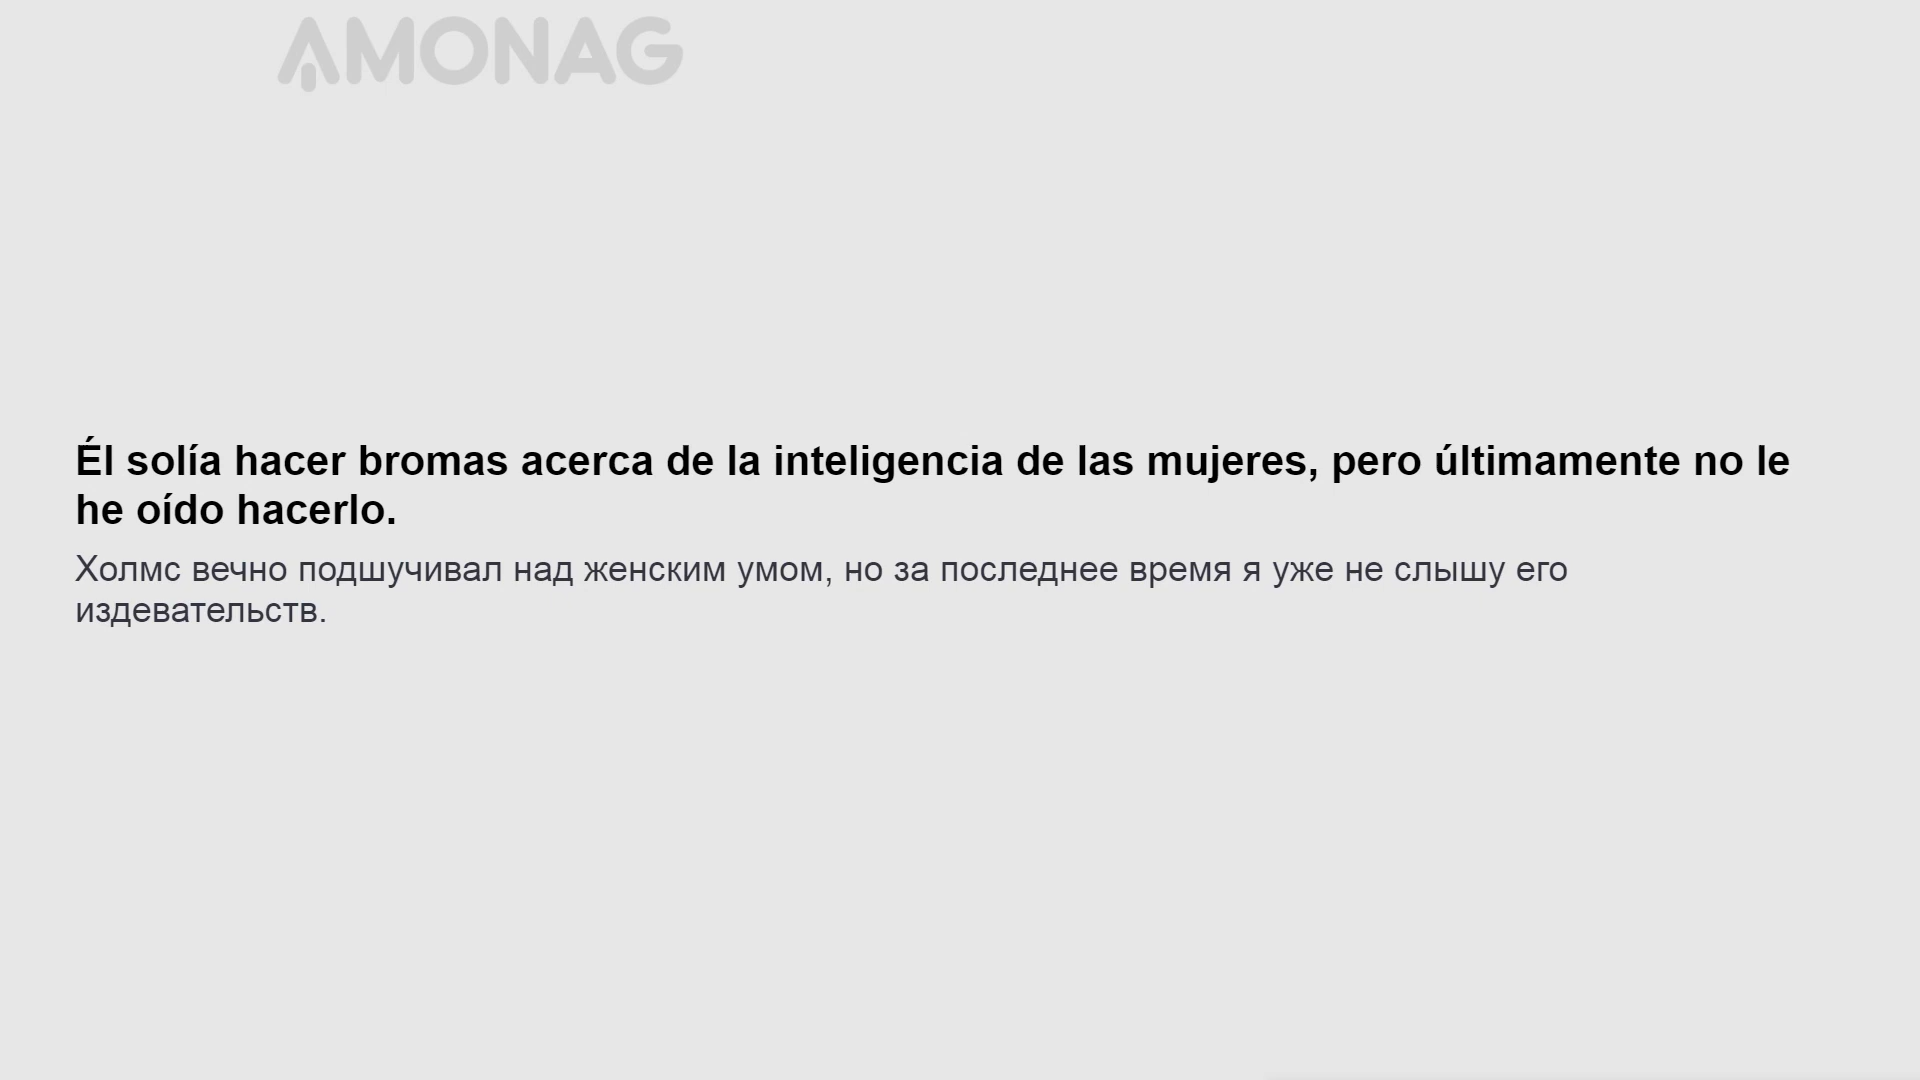 AMONAG
Él solía hacer bromas acerca de la inteligencia de las mujeres, pero últimamente no le
he oído hacerlo.
Холмс вечно подшучивал над женским умом, но за последнее время я уже не слышу его
издевательств.